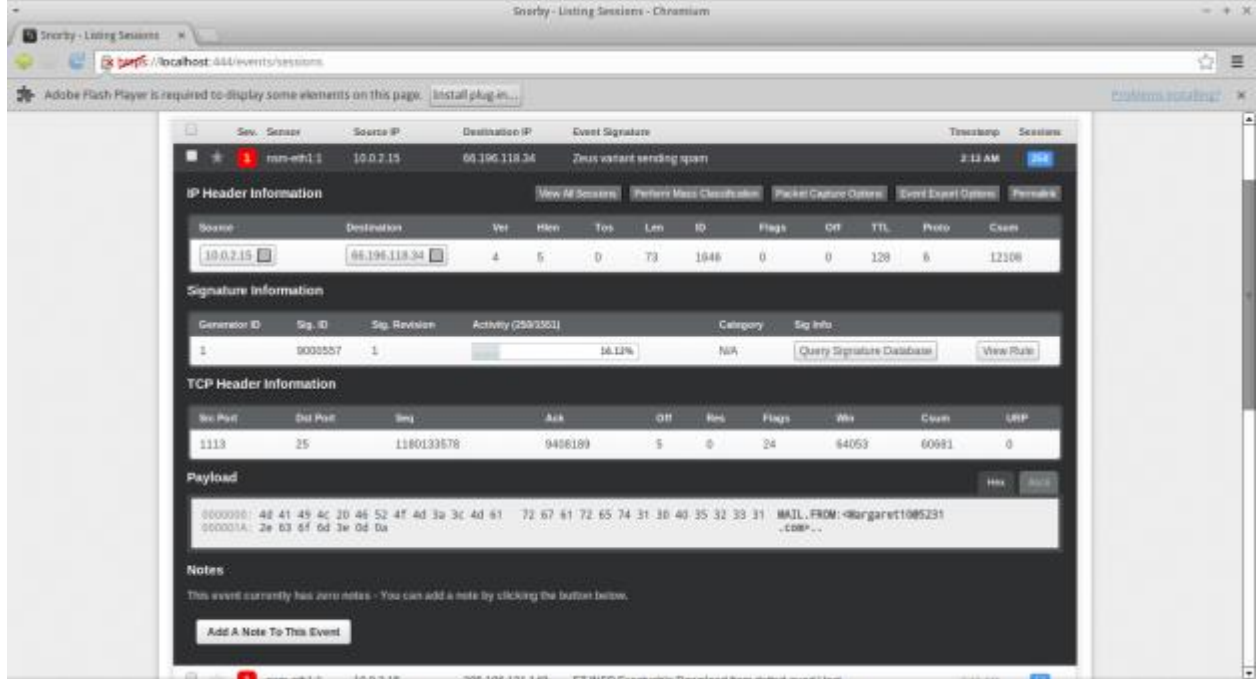 Snorby - Listing Sessions - Chromium
Snorby - Listing Sessions
https://localhost:444/events/sessions
Adobe Flash Player is required to display some elements on this page. Install plug-in... Problems installing?
Sev. Sensor Source IP Destination IP Event Signature Timestamp Sessions
1 nsm-eth1:1 10.0.2.15 66.196.118.34 Zeus variant sending spam 2:13 AM
IP Header Information View All Sessions Perform Mass Classification Packet Capture Options Event Export Options Permalink
Source Destination Ver Hlen Tos Len ID Flags Off TTL Proto Csum
10.0.2.15 66.196.118.34 4 5 0 73 0 0 128 6
Signature Information
Generator ID Sig. ID Sig. Revision Activity Category Sig Info
1 9000557 1 16.12% N/A Query Signature Database View Rule
TCP Header Information
Src Port Dst Port Seq Ack Off Res Flags Win Csum URP
1113 25 1180133578 9408189 5 0 24 64053 60681 0
Payload Hex Ascii
0000000: 4d 41 49 4c 20 46 52 4f 4d 3a 3c 4d 61 72 67 61 72 65 74 31 30 40 35 32 33 31 MAIL.FROM:<Margaret10@5231
000001A: 2e 63 6f 6d 3e 0d 0a .com>..
Notes
This event currently has zero notes - You can add a note by clicking the button below.
Add A Note To This Event